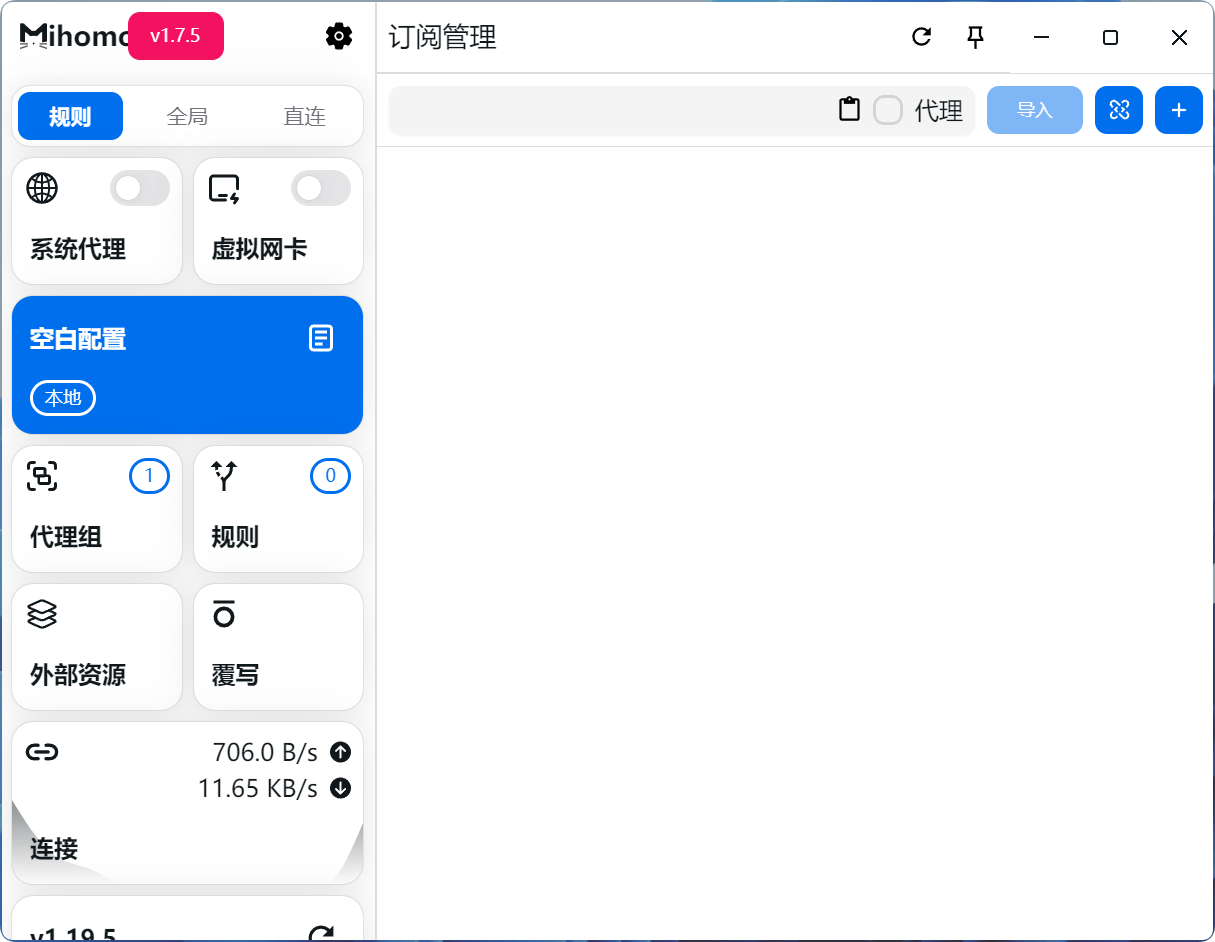 Mihomo
v1.7.5
订阅管理
规则
全局
直连
代理
导入
系统代理
虚拟网卡
空白配置
本地
1
0
代理组
规则
外部资源
覆写
706.0 B/s
11.65 KB/s
连接
v1.19.5